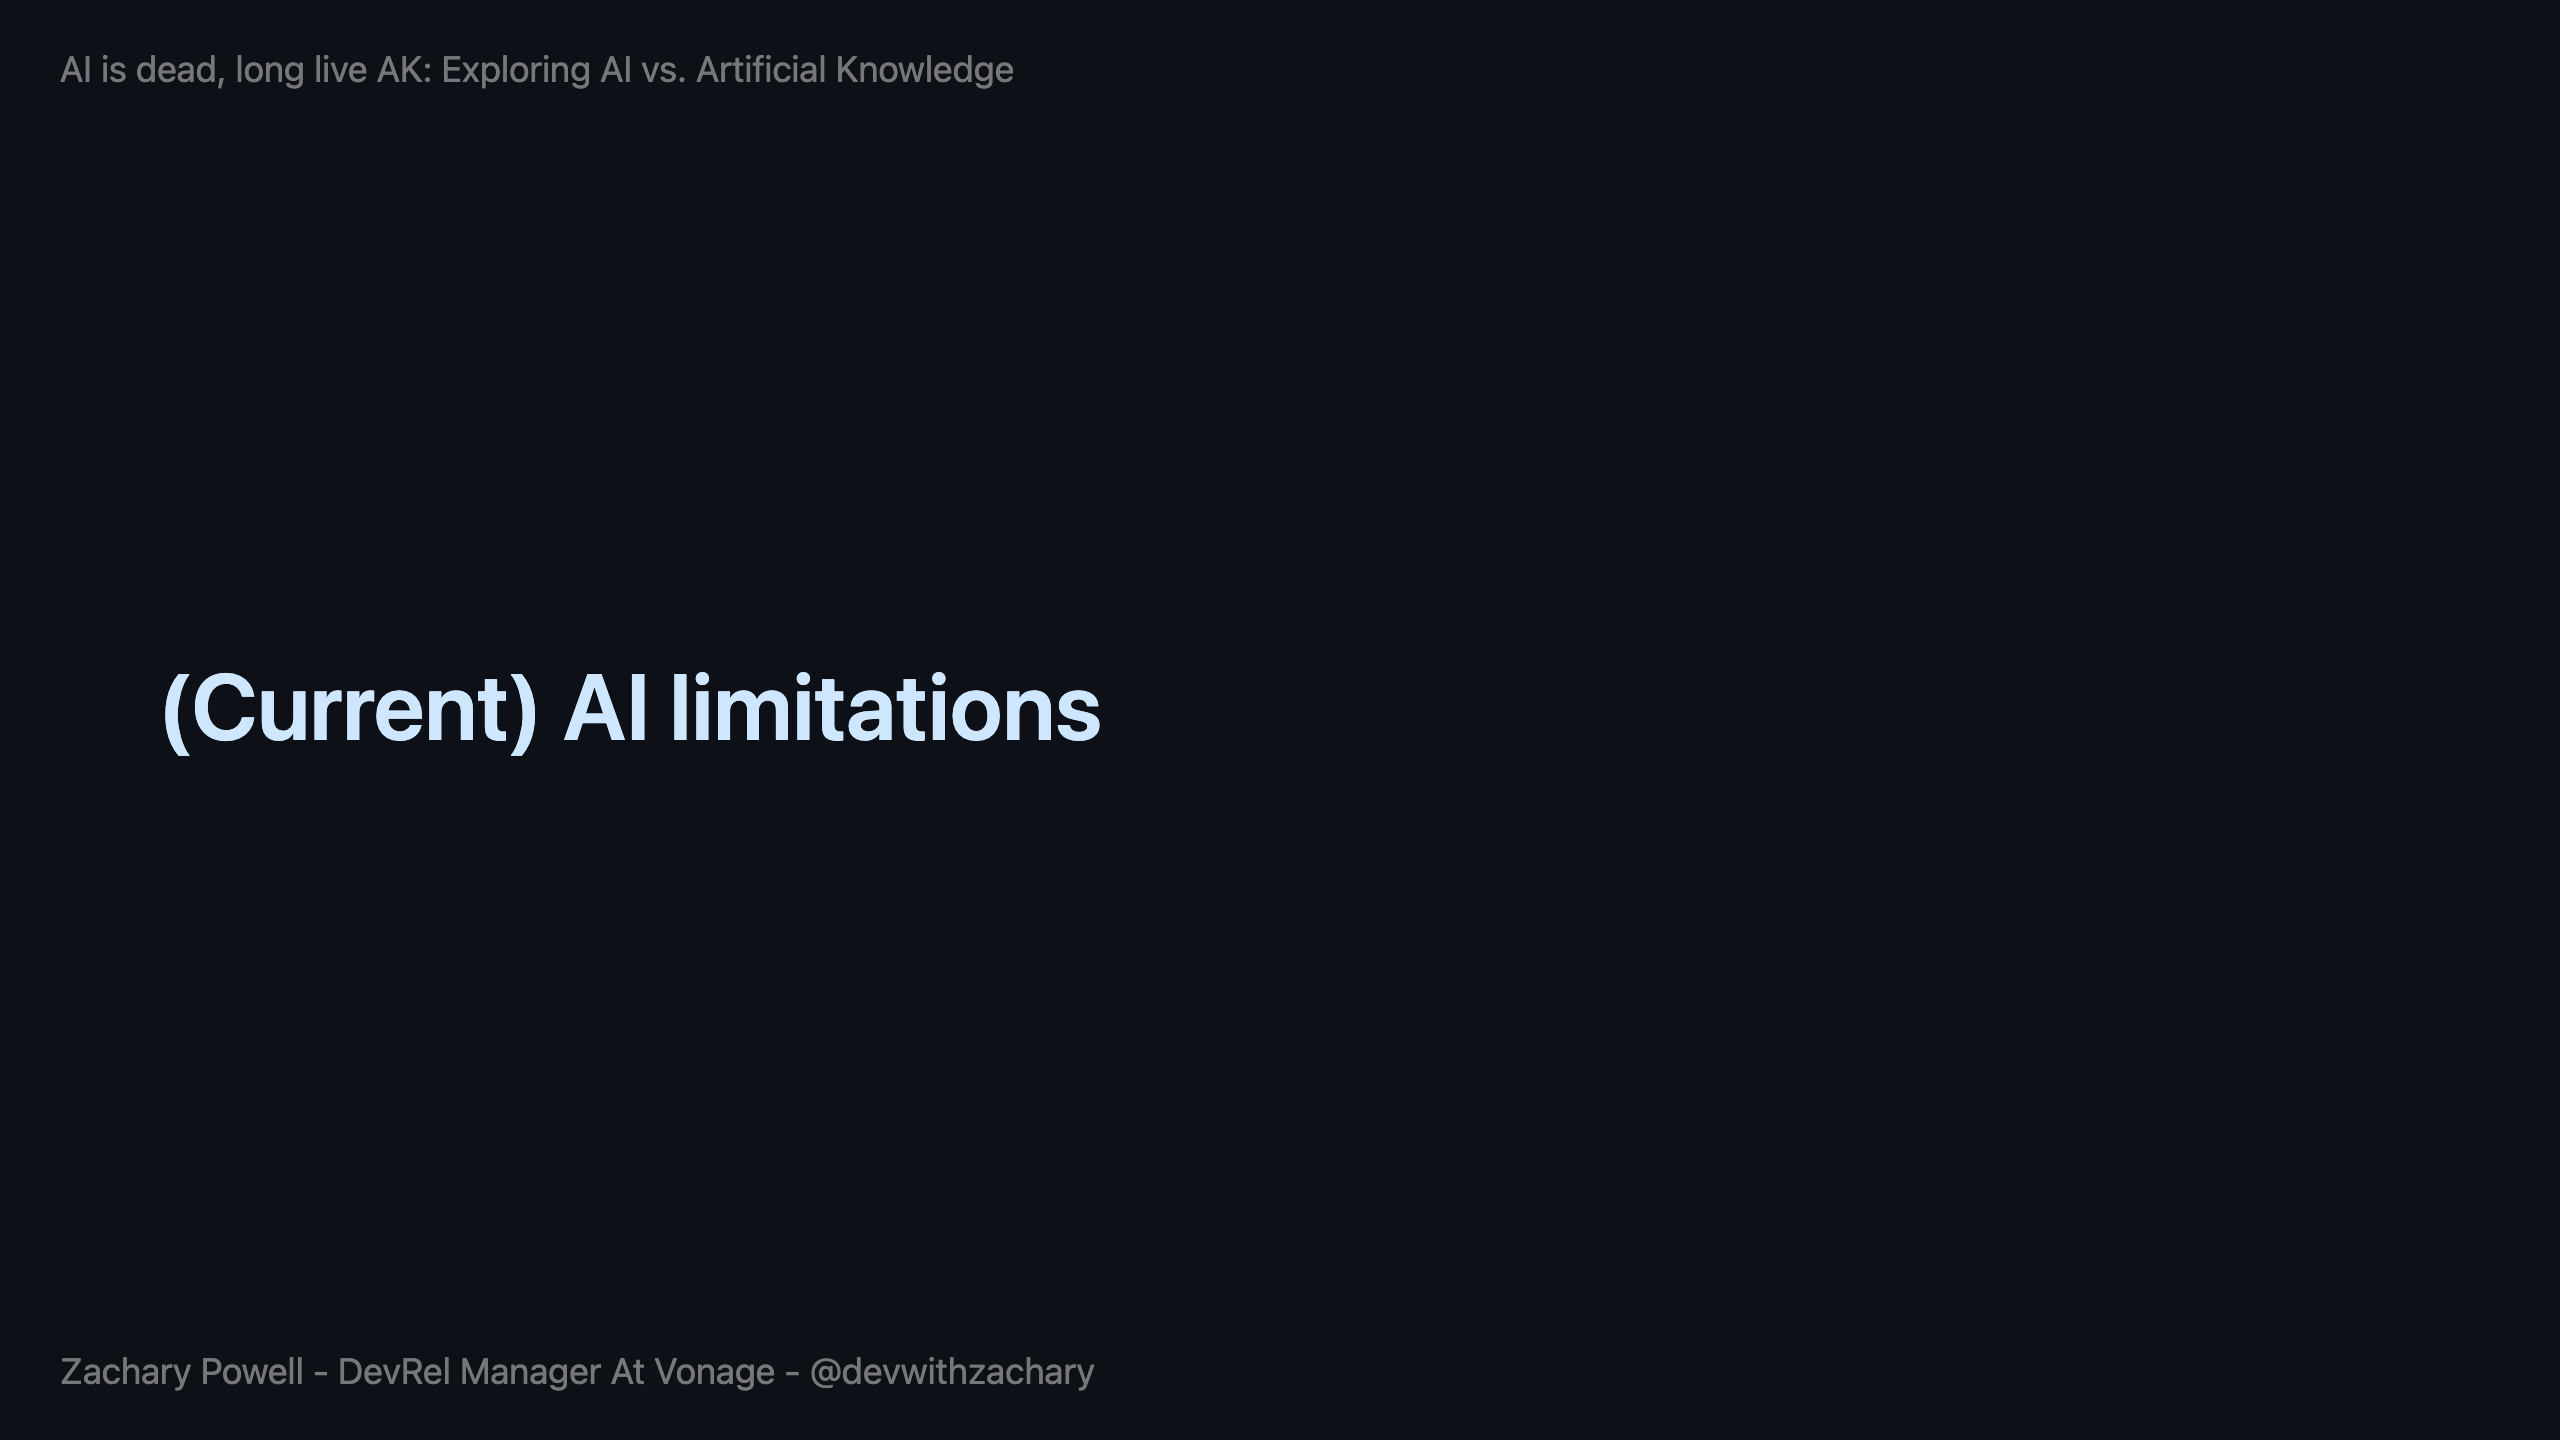 AI is dead, long live AK: Exploring AI vs. Artificial Knowledge
(Current) AI limitations
Zachary Powell - DevRel Manager At Vonage - @devwithzachary